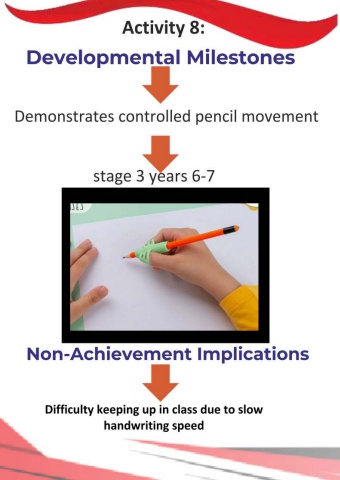 Activity 8:
Developmental Milestones
Demonstrates controlled pencil movement
stage 3 years 6-7
Non-Achievement Implications
Difficulty keeping up in class due to slow
handwriting speed